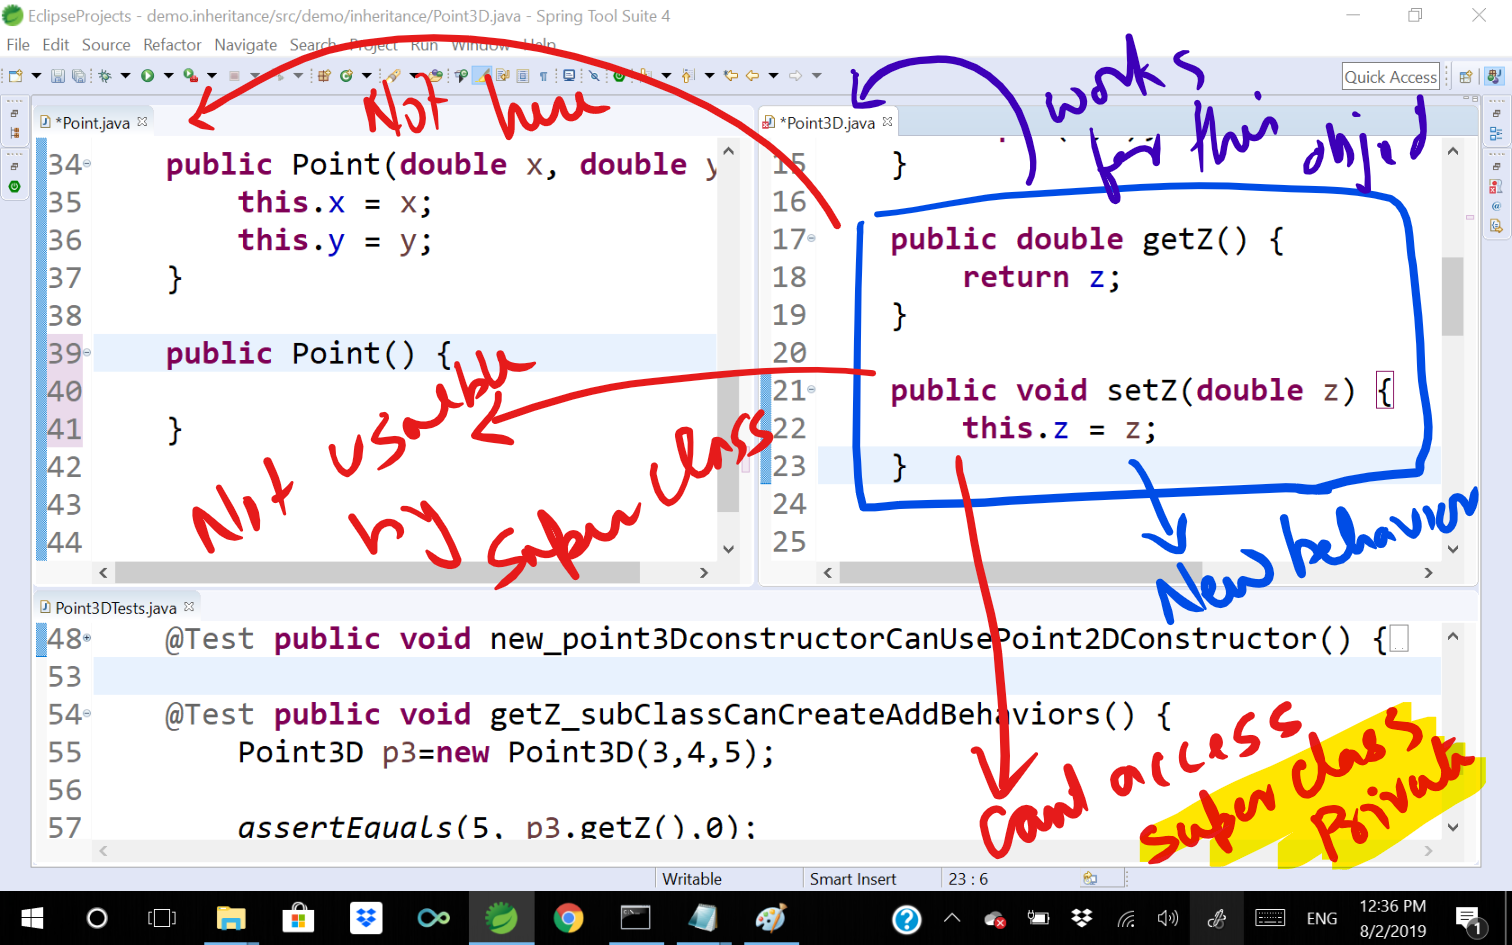 EclipseProjects - demo.inheritance/src/demo/inheritance/Point3D.java - Spring Tool Suite 4
File Edit Source Refactor Navigate Search Project Run Window Help
Quick Access
Not here
works
for this object
*Point.java
34 public Point(double x, double y
35 this.x = x;
36 this.y = y;
37 }
38
39 public Point() {
40
41 }
42
43
44
Not usable
by super class
*Point3D.java
15 }
16
17 public double getZ() {
18 return z;
19 }
20
21 public void setZ(double z) {
22 this.z = z;
23 }
24
25
New behaviors
Point3DTests.java
48 @Test public void new_point3DconstructorCanUsePoint2DConstructor() {
53
54 @Test public void getZ_subClassCanCreateAddBehaviors() {
55 Point3D p3=new Point3D(3,4,5);
56
57 assertEquals(5, p3.getZ(),0);
Cant access
super class
Private
Writable Smart Insert 23 : 6
ENG 12:36 PM
8/2/2019
1